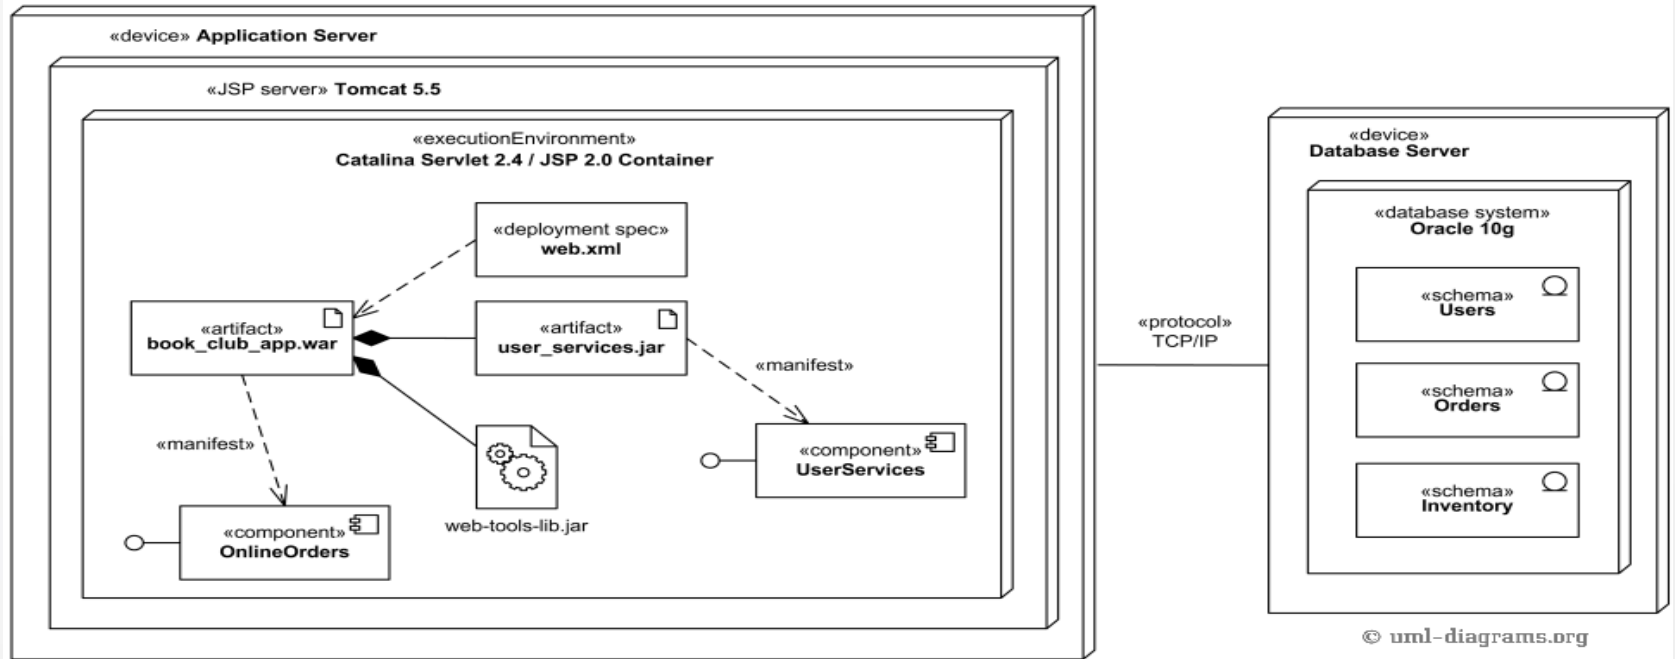 «device» Application Server
«JSP server» Tomcat 5.5
«executionEnvironment»
Catalina Servlet 2.4 / JSP 2.0 Container
«deployment spec»
web.xml
«artifact»
book_club_app.war
«artifact»
user_services.jar
«manifest»
«manifest»
«component»
UserServices
web-tools-lib.jar
«component»
OnlineOrders
«protocol»
TCP/IP
«device»
Database Server
«database system»
Oracle 10g
«schema»
Users
«schema»
Orders
«schema»
Inventory
© uml-diagrams.org